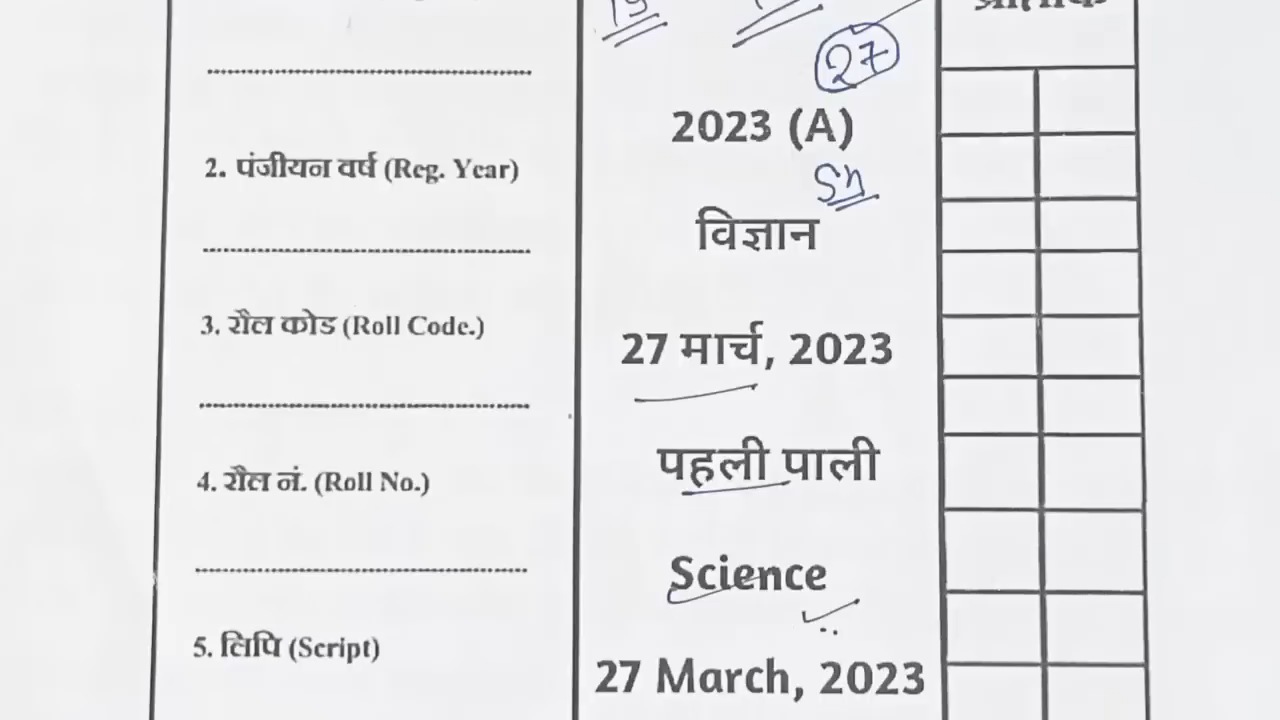 27
2023 (A)
2. पंजीयन वर्ष (Reg. Year)
Sh
विज्ञान
3. रौल कोड (Roll Code.)
27 मार्च, 2023
4. रौल नं. (Roll No.)
पहली पाली
Science
5. लिपि (Script)
27 March, 2023